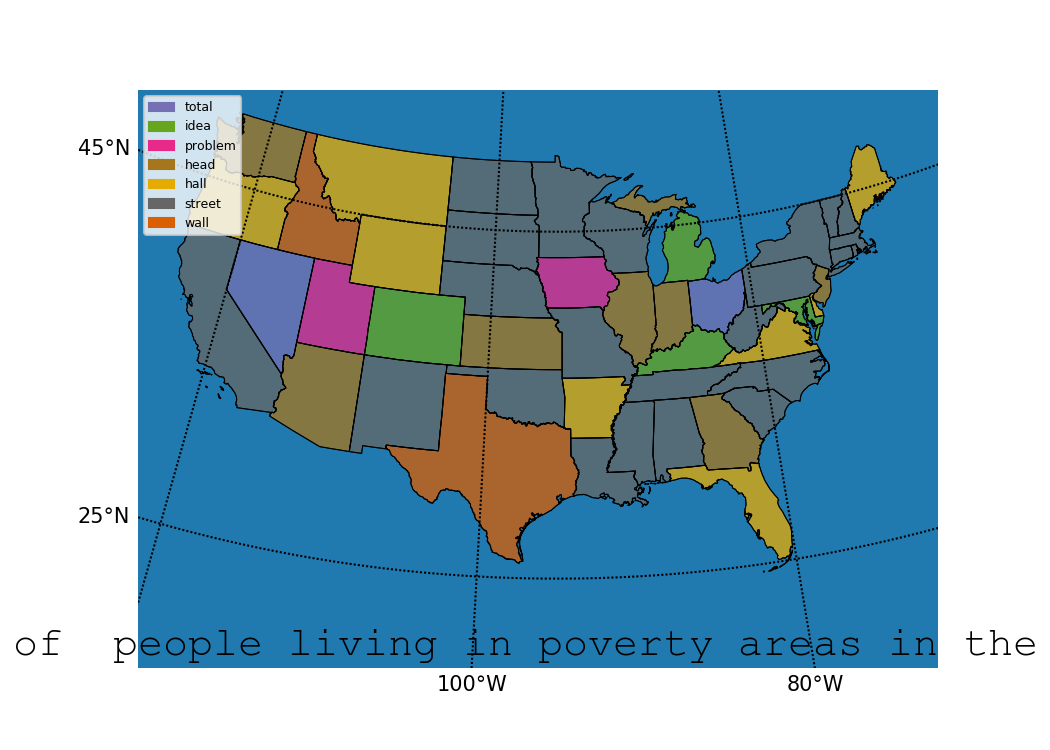 total
idea
problem
head
hall
street
wall
45°N
25°N
of people living in poverty areas in the
100°W 80°W